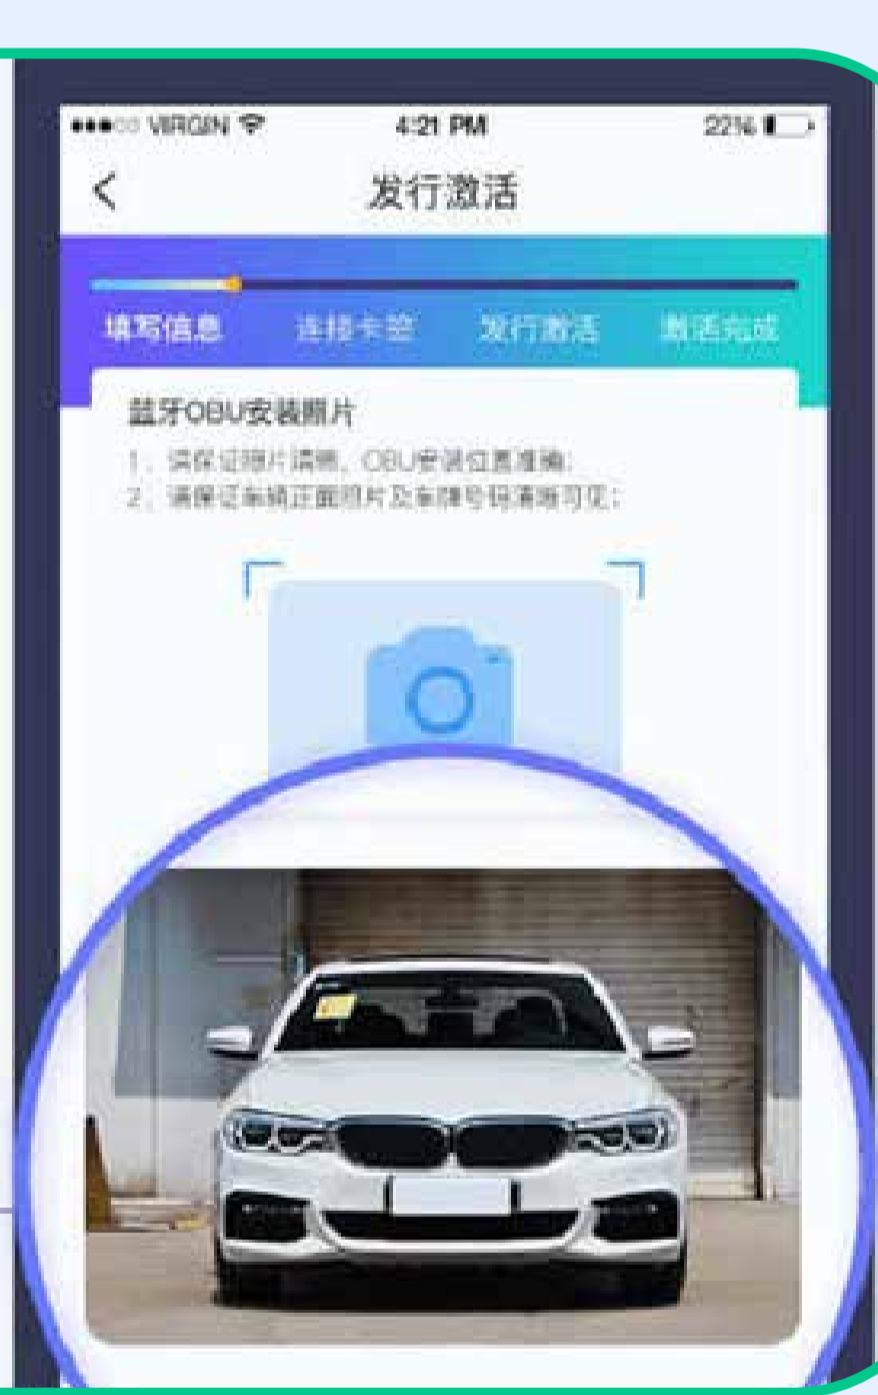 VIRGIN 4:21 PM 22%
发行激活
填写信息 连接卡签 发行激活 激活完成
蓝牙OBU安装照片
1、请保证照片清晰、OBU安装位置准确;
2、请保证车辆正面照片及车牌号码清晰可见;